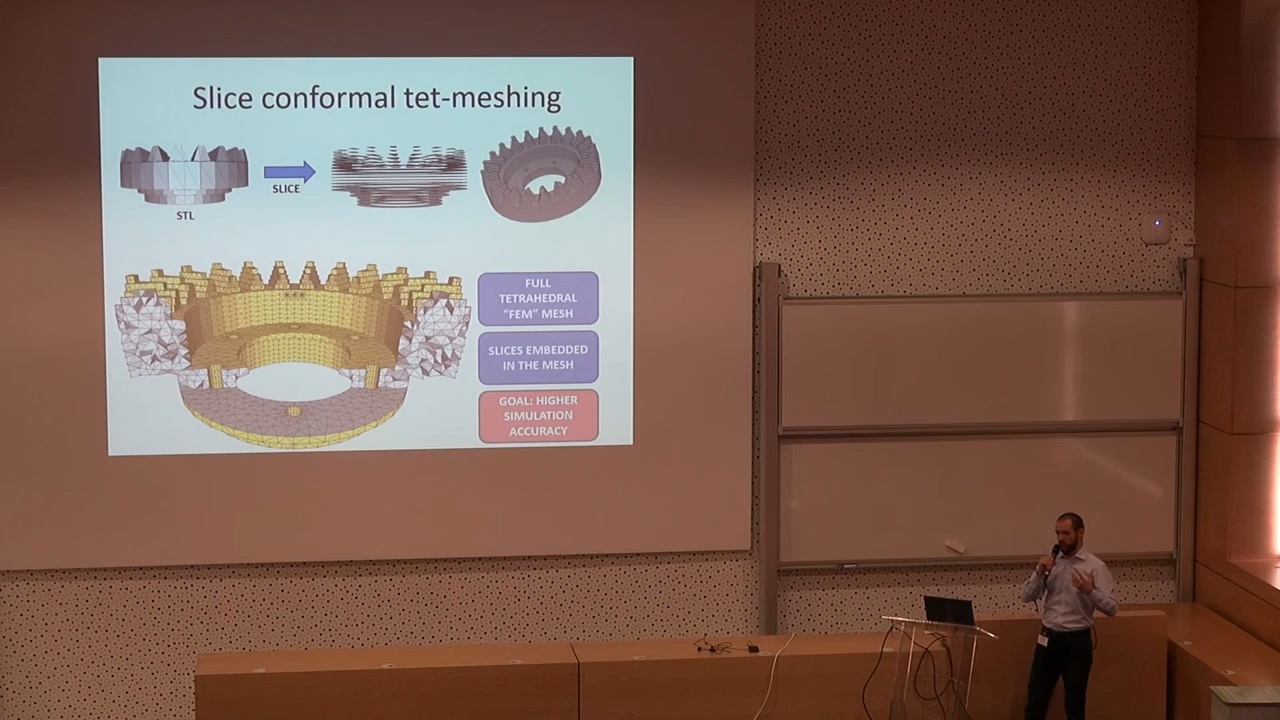 Slice conformal tet-meshing
SLICE
STL
FULL
TETRAHEDRAL
"FEM" MESH
SLICES EMBEDDED
IN THE MESH
GOAL: HIGHER
SIMULATION
ACCURACY